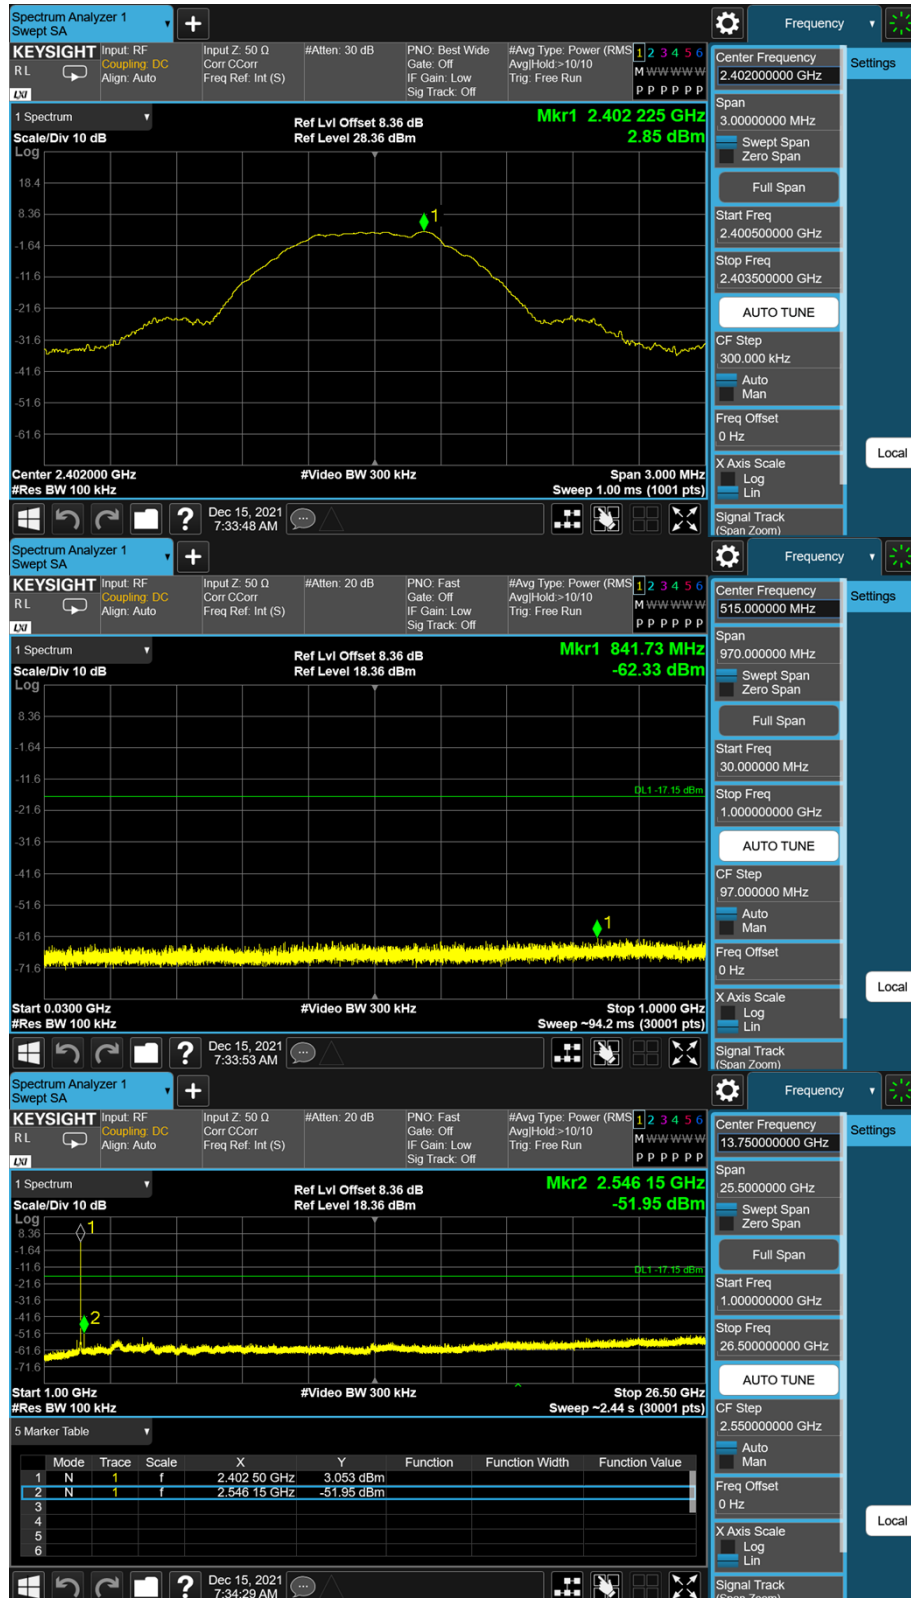 Spectrum Analyzer 1
Swept SA
+
Frequency
KEYSIGHT Input: RF Input Z: 50 Ω #Atten: 30 dB PNO: Best Wide #Avg Type: Power (RMS 1 2 3 4 5 6
R L Coupling: DC Corr CCorr Gate: Off Avg|Hold:>10/10 M W W W W W
Align: Auto Freq Ref: Int (S) IF Gain: Low Trig: Free Run
LXI Sig Track: Off P P P P P P
1 Spectrum
Scale/Div 10 dB
Ref Lvl Offset 8.36 dB
Ref Level 28.36 dBm
Mkr1 2.402 225 GHz
2.85 dBm
Log
18.4
8.36
1
-1.64
-11.6
-21.6
-31.6
-41.6
-51.6
-61.6
Center 2.402000 GHz #Video BW 300 kHz Span 3.000 MHz
#Res BW 100 kHz Sweep 1.00 ms (1001 pts)
?
Dec 15, 2021
7:33:48 AM
Center Frequency
2.402000000 GHz
Settings
Span
3.00000000 MHz
Swept Span
Zero Span
Full Span
Start Freq
2.400500000 GHz
Stop Freq
2.403500000 GHz
AUTO TUNE
CF Step
300.000 kHz
Auto
Man
Freq Offset
0 Hz
Local
X Axis Scale
Log
Lin
Signal Track
(Span Zoom)
Spectrum Analyzer 1
Swept SA
+
Frequency
KEYSIGHT Input: RF Input Z: 50 Ω #Atten: 20 dB PNO: Fast #Avg Type: Power (RMS 1 2 3 4 5 6
R L Coupling: DC Corr CCorr Gate: Off Avg|Hold:>10/10 M W W W W W
Align: Auto Freq Ref: Int (S) IF Gain: Low Trig: Free Run
LXI Sig Track: Off P P P P P P
1 Spectrum
Scale/Div 10 dB
Ref Lvl Offset 8.36 dB
Ref Level 18.36 dBm
Mkr1 841.73 MHz
-62.33 dBm
Log
8.36
-1.64
-11.6
DL1 -17.15 dBm
-21.6
-31.6
-41.6
-51.6
1
-61.6
-71.6
Start 0.0300 GHz #Video BW 300 kHz Stop 1.0000 GHz
#Res BW 100 kHz Sweep ~94.2 ms (30001 pts)
?
Dec 15, 2021
7:33:53 AM
Center Frequency
515.000000 MHz
Settings
Span
970.000000 MHz
Swept Span
Zero Span
Full Span
Start Freq
30.000000 MHz
Stop Freq
1.000000000 GHz
AUTO TUNE
CF Step
97.000000 MHz
Auto
Man
Freq Offset
0 Hz
Local
X Axis Scale
Log
Lin
Signal Track
(Span Zoom)
Spectrum Analyzer 1
Swept SA
+
Frequency
KEYSIGHT Input: RF Input Z: 50 Ω #Atten: 20 dB PNO: Fast #Avg Type: Power (RMS 1 2 3 4 5 6
R L Coupling: DC Corr CCorr Gate: Off Avg|Hold:>10/10 M W W W W W
Align: Auto Freq Ref: Int (S) IF Gain: Low Trig: Free Run
LXI Sig Track: Off P P P P P P
1 Spectrum
Scale/Div 10 dB
Ref Lvl Offset 8.36 dB
Ref Level 18.36 dBm
Mkr2 2.546 15 GHz
-51.95 dBm
Log
1
8.36
-1.64
-11.6
DL1 -17.15 dBm
-21.6
-31.6
-41.6
2
-51.6
-61.6
-71.6
Start 1.00 GHz #Video BW 300 kHz Stop 26.50 GHz
#Res BW 100 kHz Sweep ~2.44 s (30001 pts)
5 Marker Table
Mode Trace Scale X Y Function Function Width Function Value
1 N 1 f 2.402 50 GHz 3.053 dBm
2 N 1 f 2.546 15 GHz -51.95 dBm
3
4
5
6
?
Dec 15, 2021
7:34:29 AM
Center Frequency
13.750000000 GHz
Settings
Span
25.5000000 GHz
Swept Span
Zero Span
Full Span
Start Freq
1.000000000 GHz
Stop Freq
26.500000000 GHz
AUTO TUNE
CF Step
2.550000000 GHz
Auto
Man
Freq Offset
0 Hz
Local
X Axis Scale
Log
Lin
Signal Track
(Span Zoom)